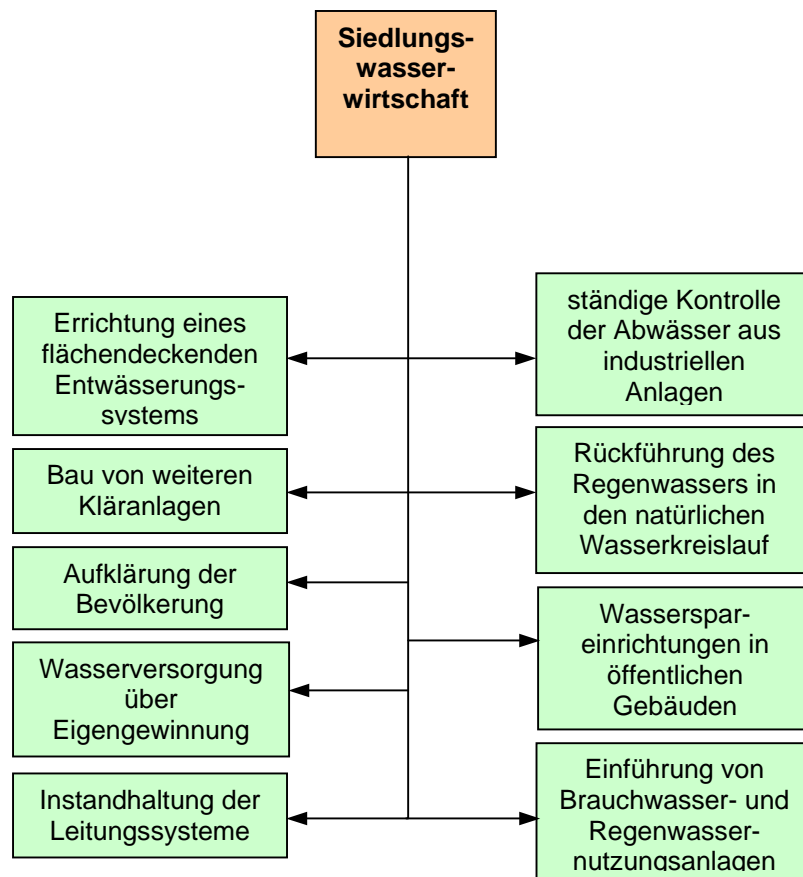 Siedlungs-
wasser-
wirtschaft
Errichtung eines
flächendeckenden
Entwässerungs-
systems
Bau von weiteren
Kläranlagen
Aufklärung der
Bevölkerung
Wasserversorgung
über
Eigengewinnung
Instandhaltung der
Leitungssysteme
ständige Kontrolle
der Abwässer aus
industriellen
Anlagen
Rückführung des
Regenwassers in
den natürlichen
Wasserkreislauf
Wasserspar-
einrichtungen in
öffentlichen
Gebäuden
Einführung von
Brauchwasser- und
Regenwasser-
nutzungsanlagen